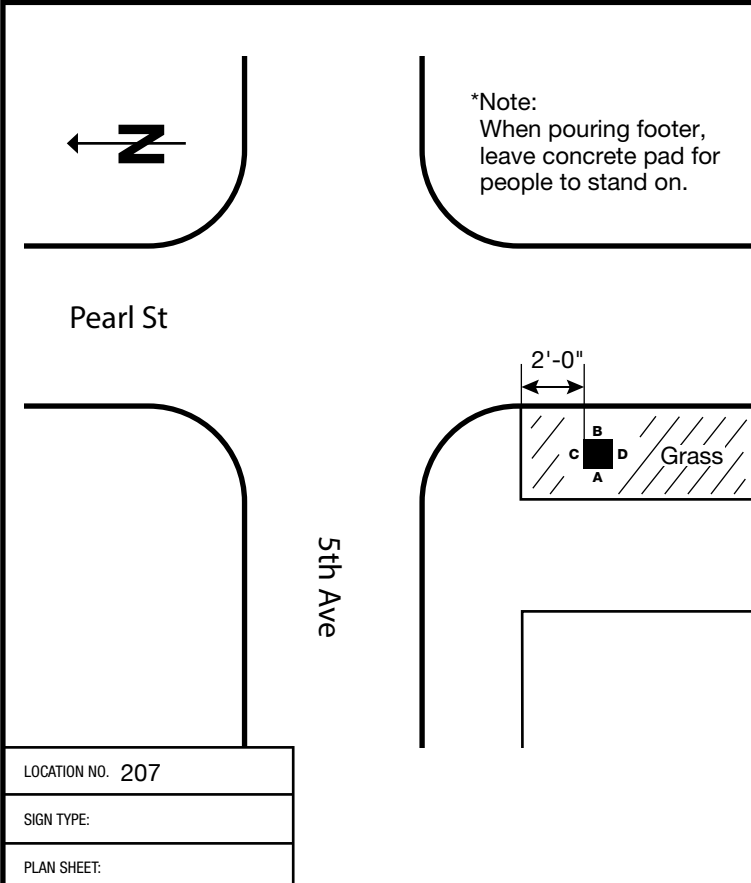 N
*Note:
When pouring footer,
leave concrete pad for
people to stand on.
Pearl St
2'-0"
B
C D
A
Grass
5th Ave
LOCATION NO. 207
SIGN TYPE:
PLAN SHEET: